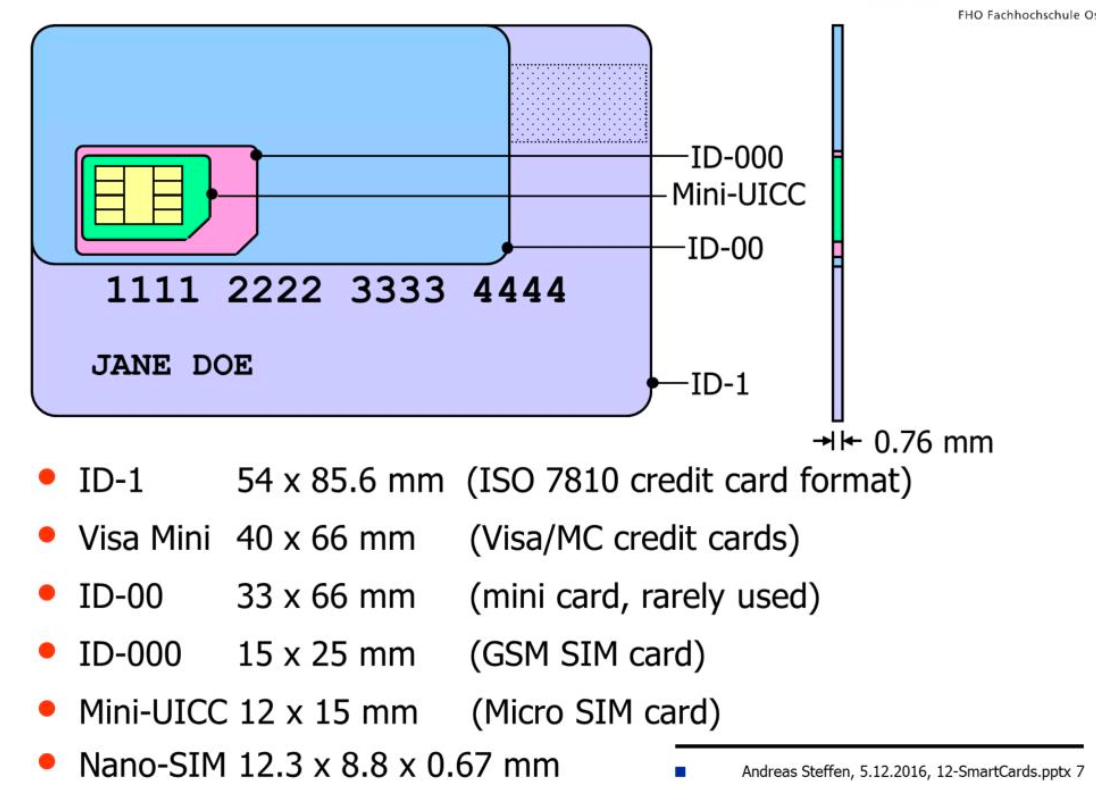 FHO Fachhochschule
ID-000
Mini-UICC
ID-00
1111 2222 3333 4444
JANE DOE
ID-1
0.76 mm
ID-1 54 x 85.6 mm (ISO 7810 credit card format)
Visa Mini 40 x 66 mm (Visa/MC credit cards)
ID-00 33 x 66 mm (mini card, rarely used)
ID-000 15 x 25 mm (GSM SIM card)
Mini-UICC 12 x 15 mm (Micro SIM card)
Nano-SIM 12.3 x 8.8 x 0.67 mm
Andreas Steffen, 5.12.2016, 12-SmartCards.pptx 7